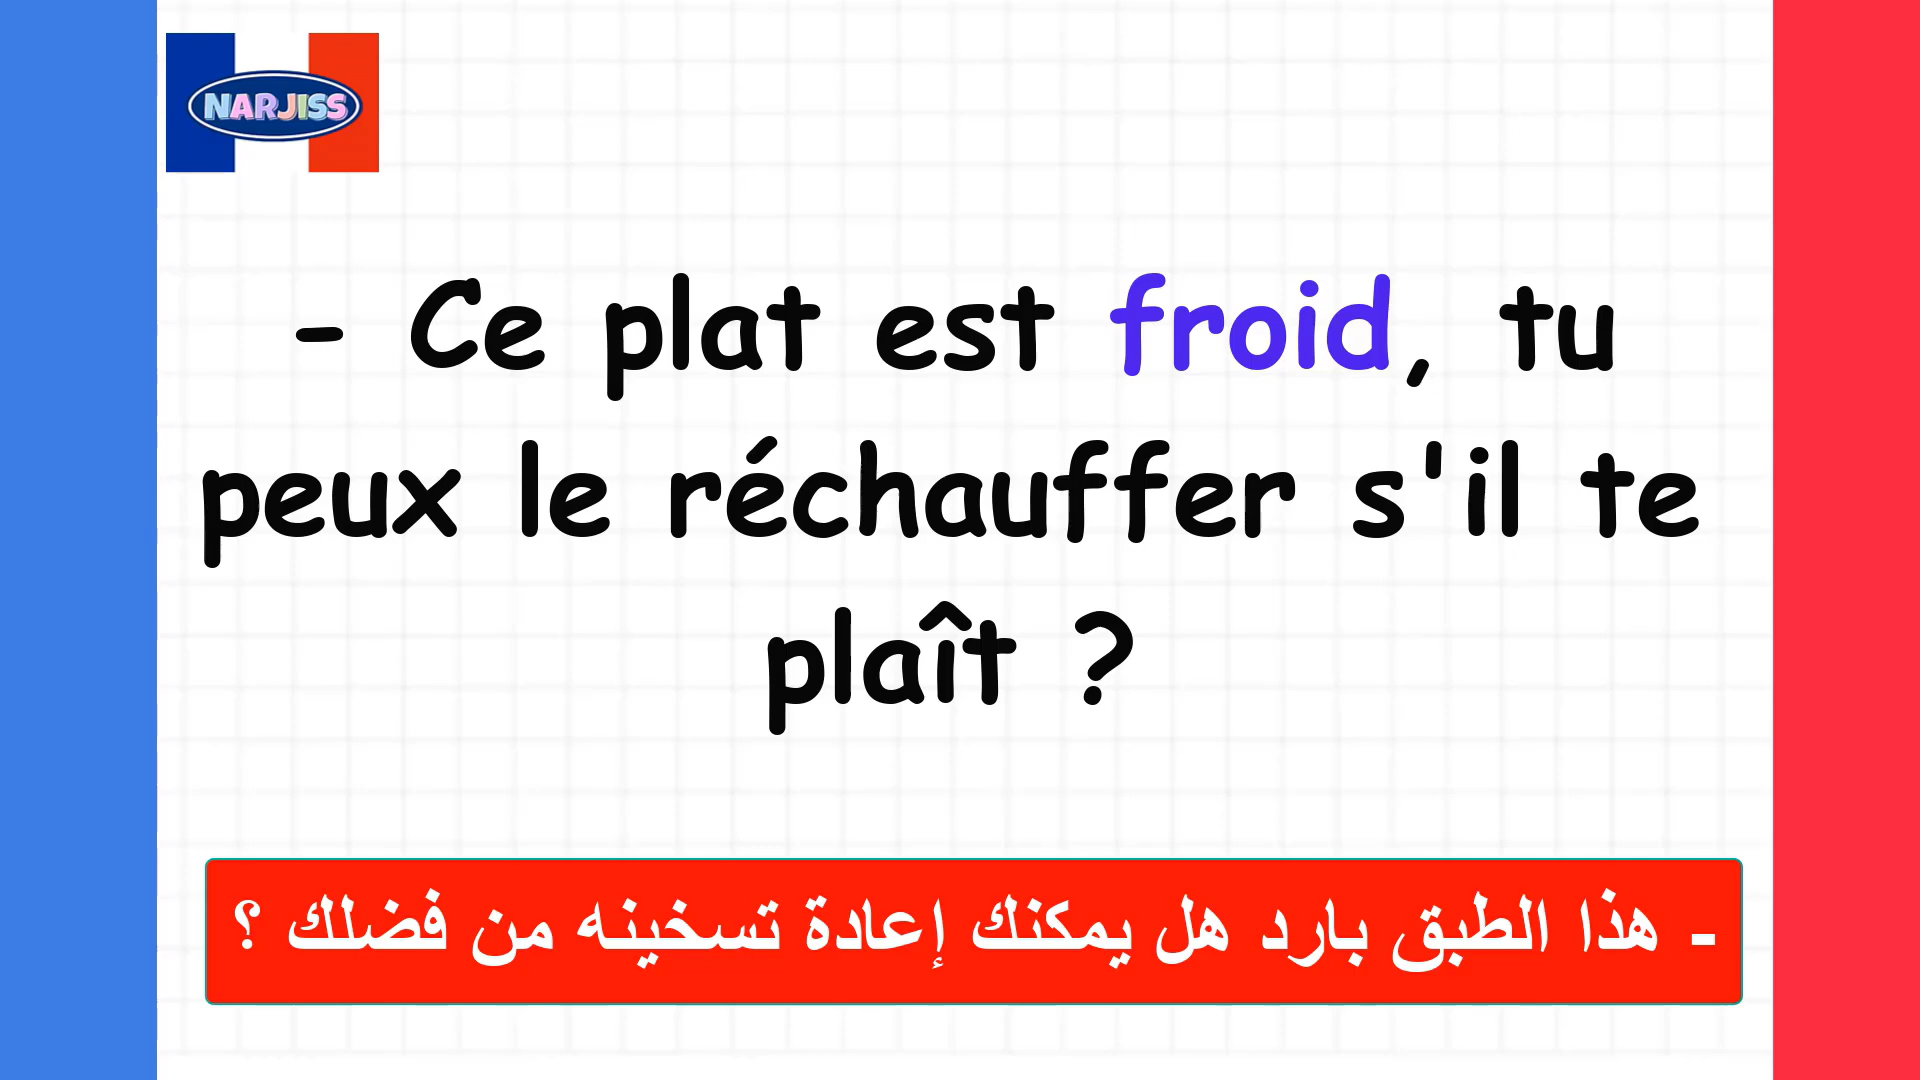 NARJISS
- Ce plat est froid, tu
peux le réchauffer s'il te
plaît ?
- هذا الطبق بارد هل يمكنك إعادة تسخينه من فضلك ؟